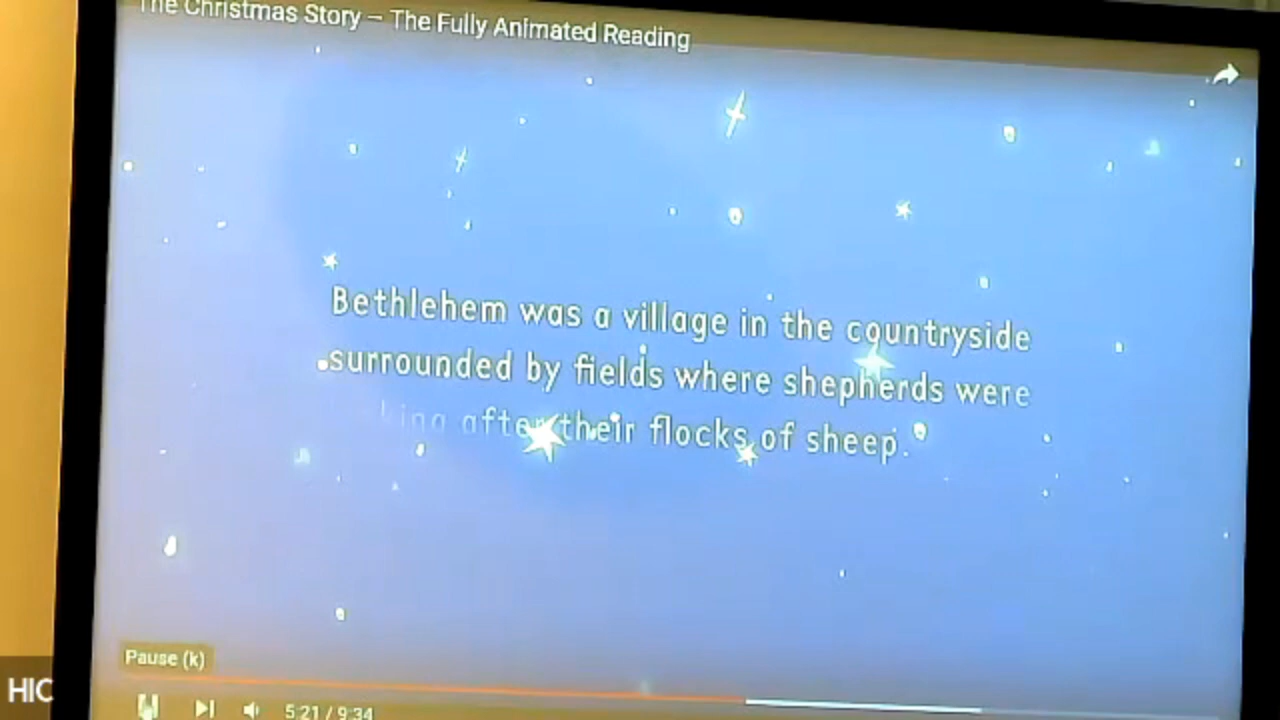 The Christmas Story – The Fully Animated Reading
Bethlehem was a village in the countryside
surrounded by fields where shepherds were
after their flocks of sheep.
Pause (k)
HIC
5:21 / 9:34